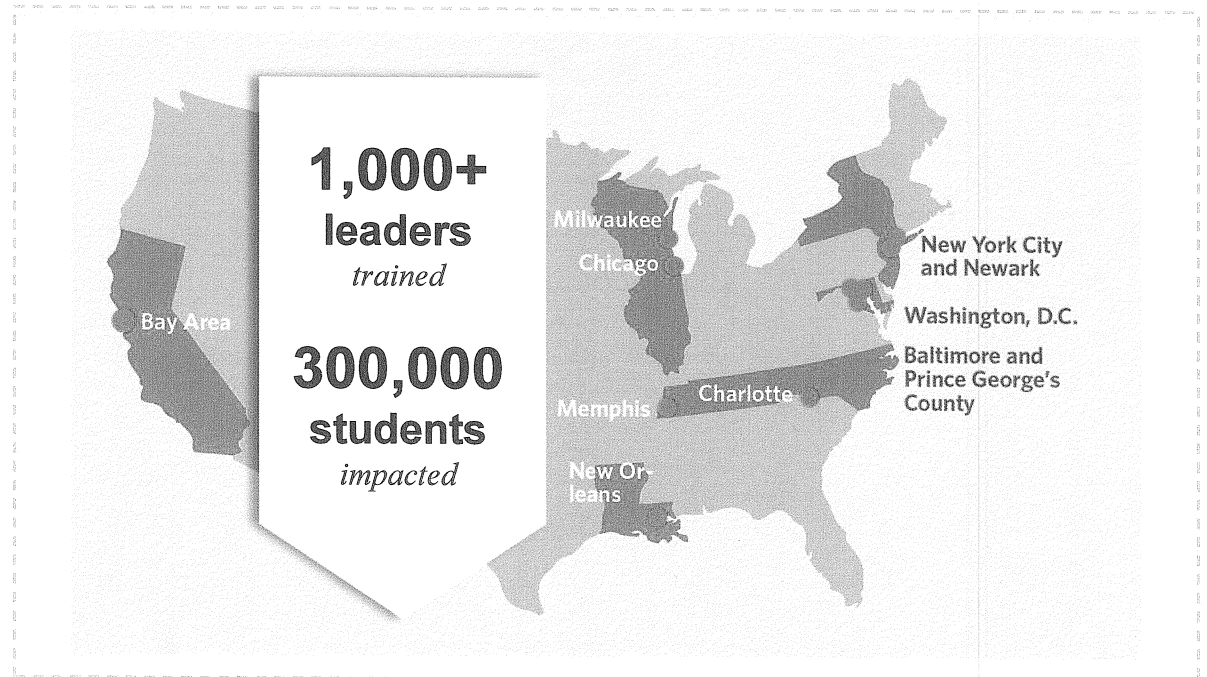 1,000+
leaders
trained
300,000
students
impacted
Bay Area
Milwaukee
Chicago
Memphis
Charlotte
New Or-
leans
New York City
and Newark
Washington, D.C.
Baltimore and
Prince George's
County